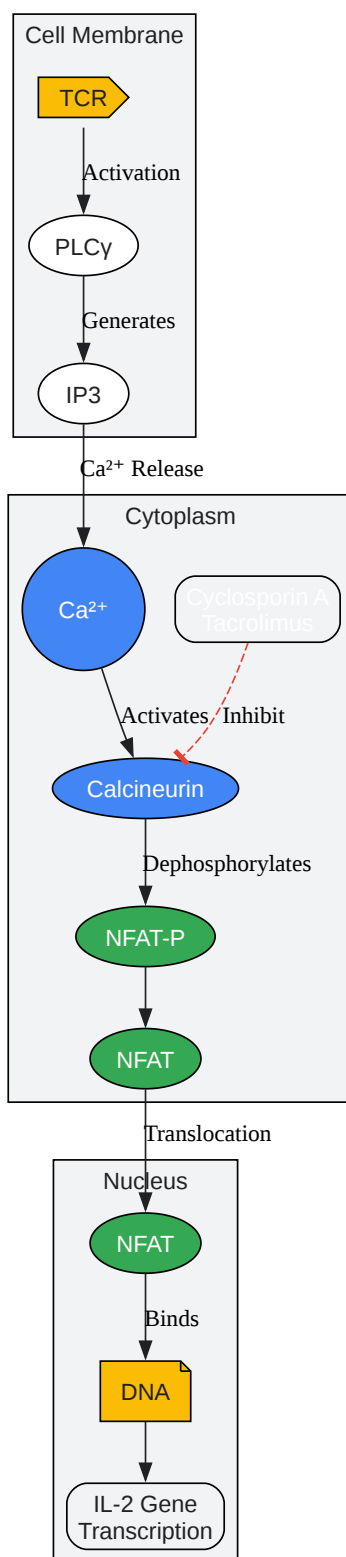 Cell Membrane
TCR
Activation
PLCγ
Generates
IP3
Ca²⁺ Release
Cytoplasm
Ca²⁺
Cyclosporin A
Tacrolimus
Activates
Inhibit
Calcineurin
Dephosphorylates
NFAT-P
NFAT
Translocation
Nucleus
NFAT
Binds
DNA
IL-2 Gene
Transcription